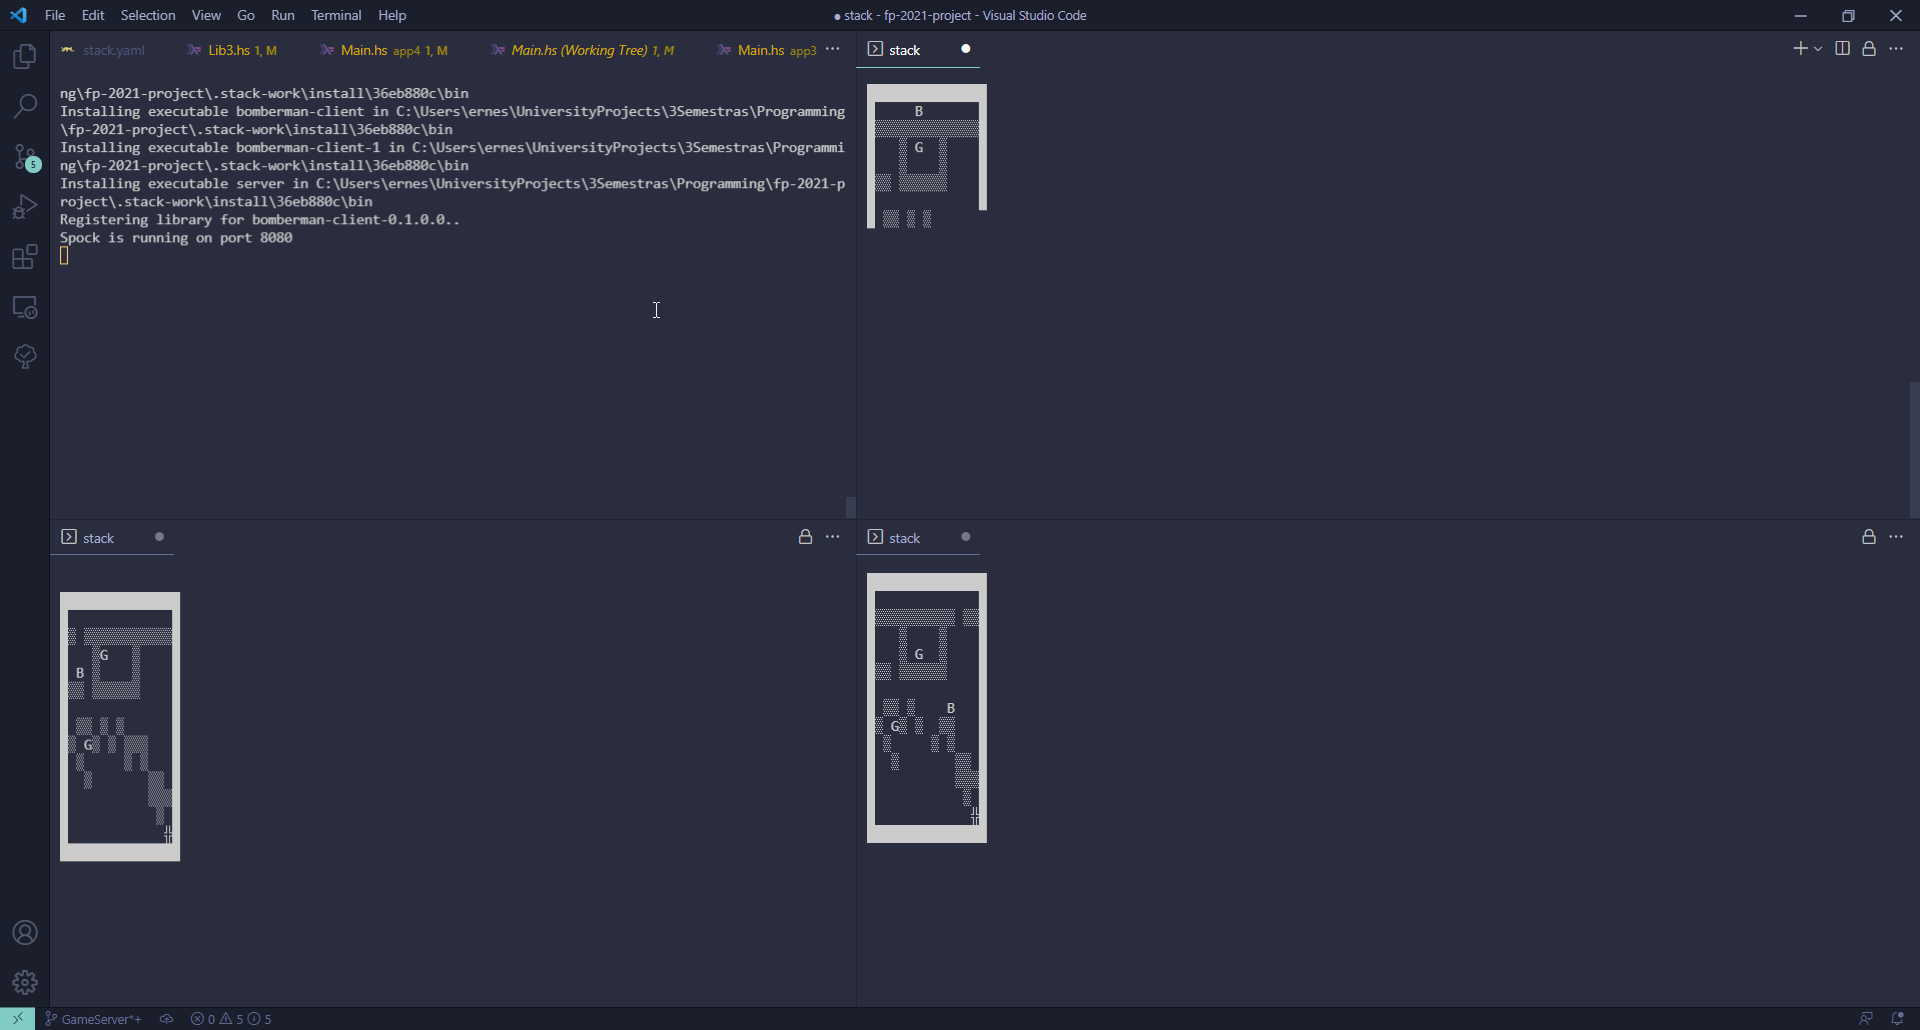 File Edit Selection View Go Run Terminal Help
● stack - fp-2021-project - Visual Studio Code
stack.yaml Lib3.hs 1, M Main.hs app4 1, M Main.hs (Working Tree) 1, M Main.hs app3 ···
stack
ng\fp-2021-project\.stack-work\install\36eb880c\bin
Installing executable bomberman-client in C:\Users\ernes\UniversityProjects\3Semestras\Programming
\fp-2021-project\.stack-work\install\36eb880c\bin
Installing executable bomberman-client-1 in C:\Users\ernes\UniversityProjects\3Semestras\Programmi
ng\fp-2021-project\.stack-work\install\36eb880c\bin
Installing executable server in C:\Users\ernes\UniversityProjects\3Semestras\Programming\fp-2021-p
roject\.stack-work\install\36eb880c\bin
Registering library for bomberman-client-0.1.0.0..
Spock is running on port 8080
B
G
5
stack
G
B
G
stack
G
B
G
GameServer*+ 0 5 5